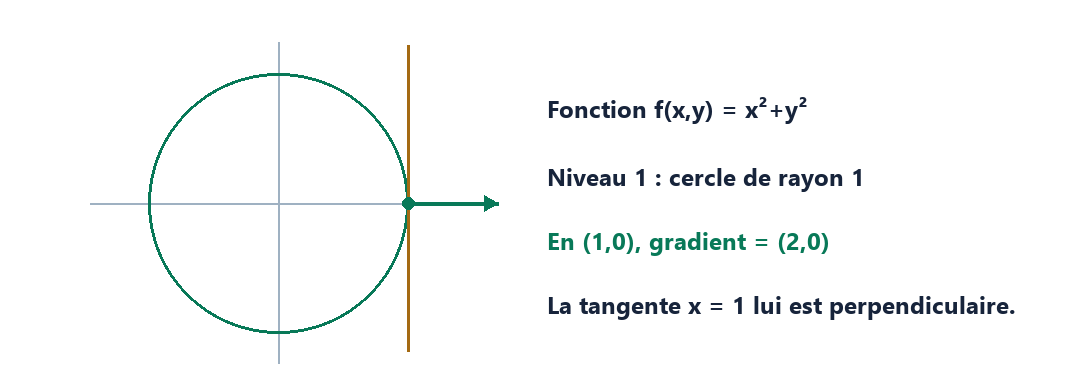 Fonction f(x,y) = x²+y²
Niveau 1 : cercle de rayon 1
En (1,0), gradient = (2,0)
La tangente x = 1 lui est perpendiculaire.